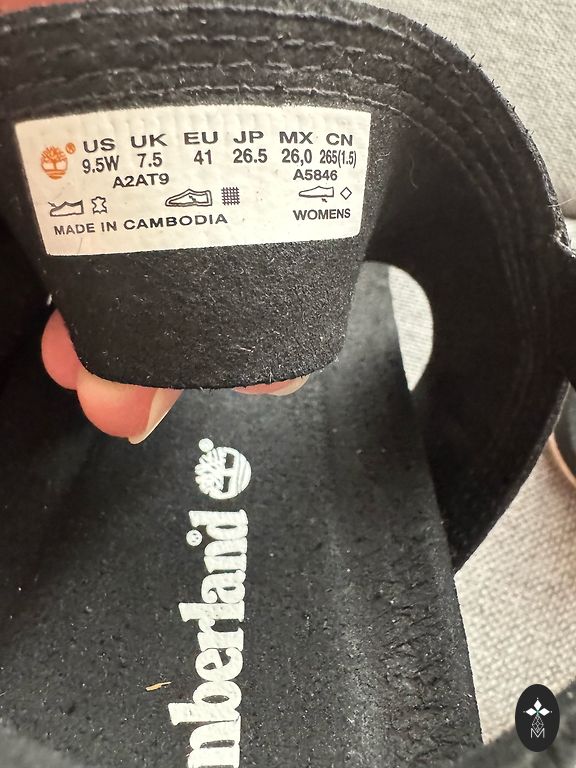 US UK EU JP MX CN
9.5W 7.5 41 26.5 26,0 265(1.5)
A2AT9 A5846
WOMENS
MADE IN CAMBODIA
mberland
M